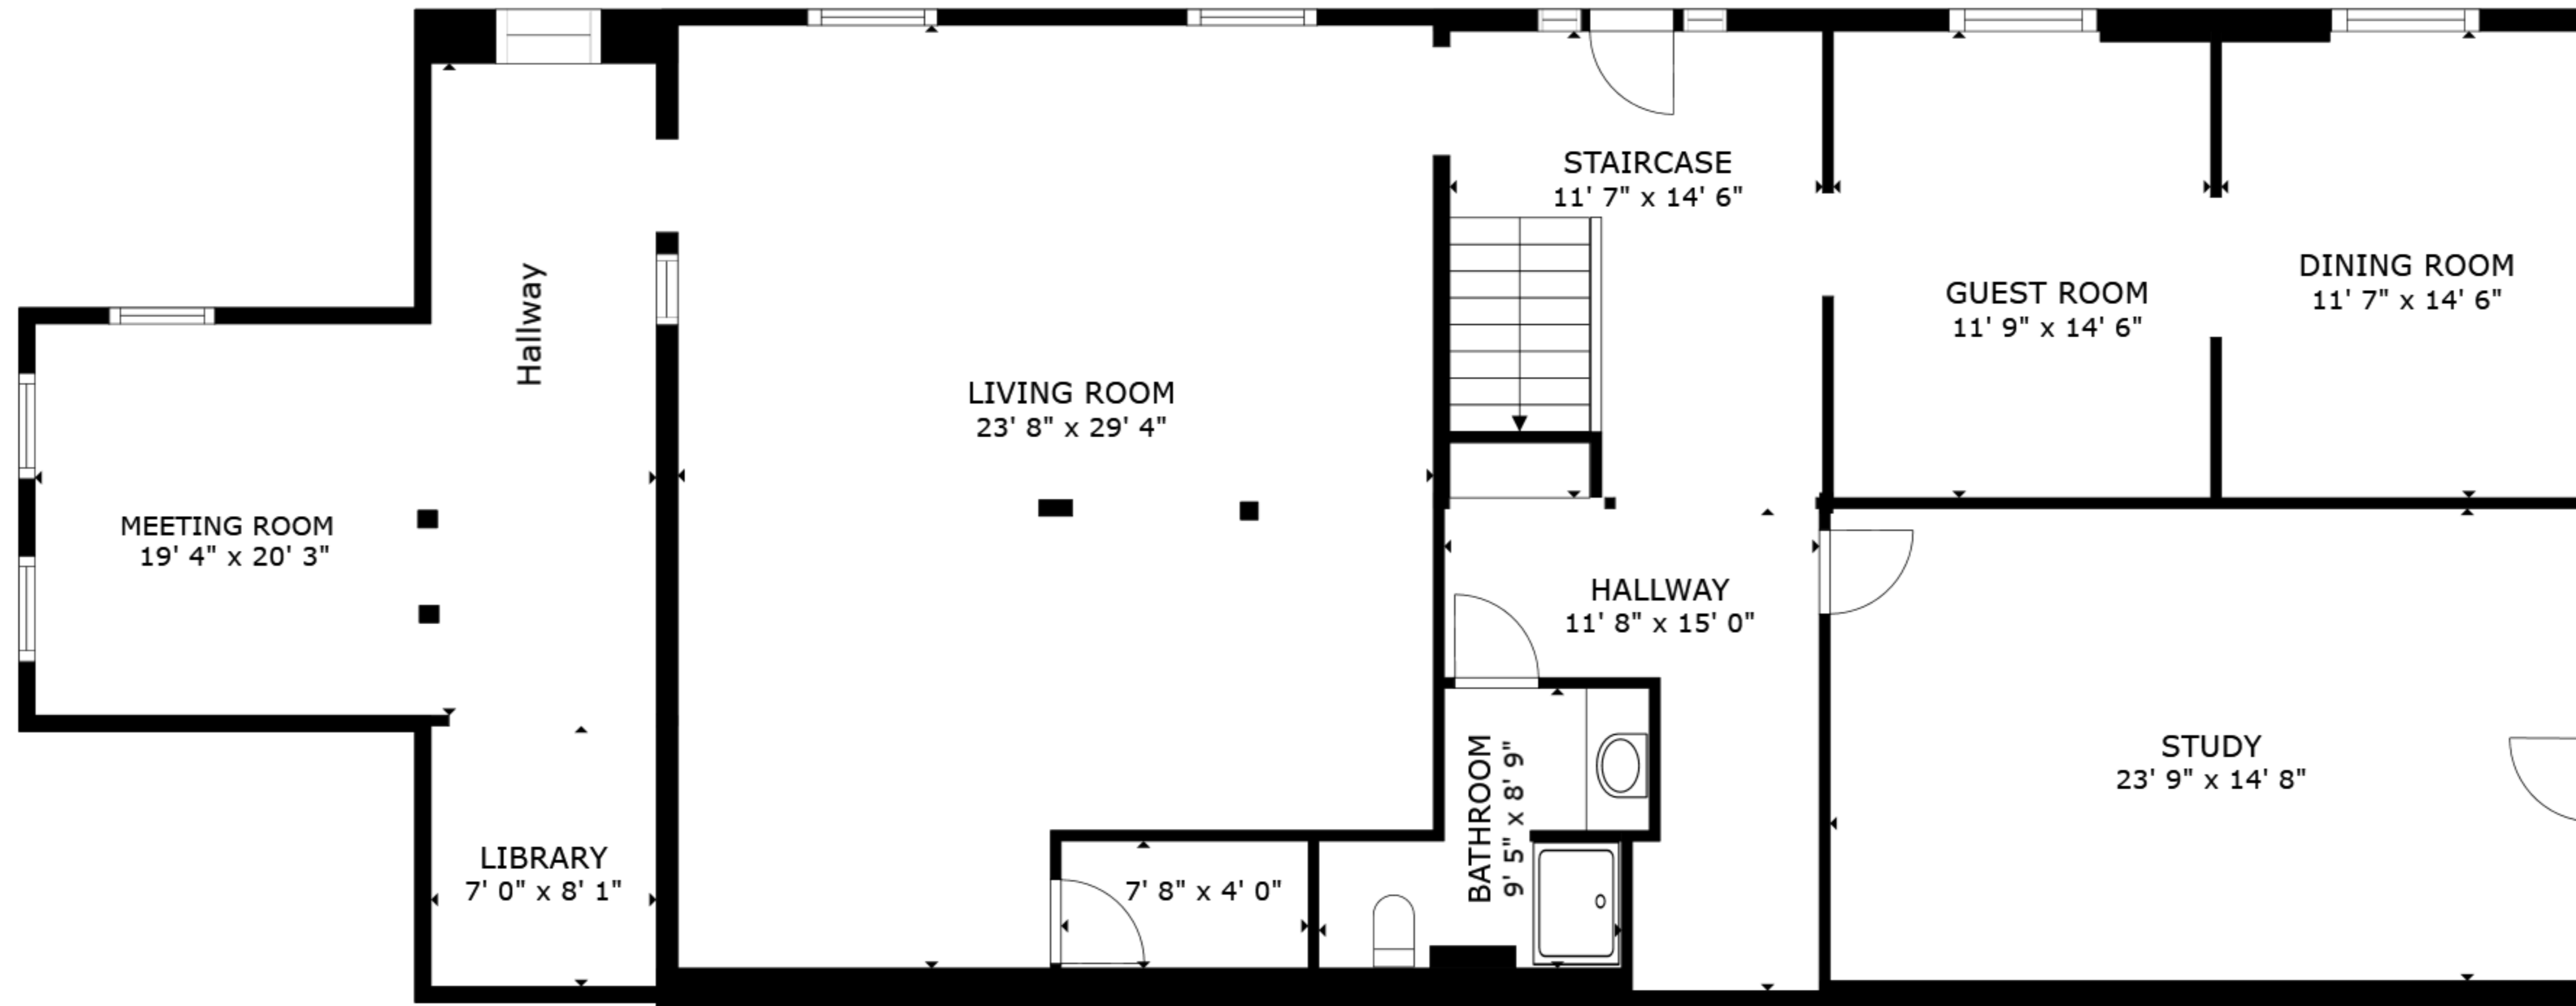 STAIRCASE
11' 7" x 14' 6"
Hallway
GUEST ROOM
11' 9" x 14' 6"
DINING ROOM
11' 7" x 14' 6"
LIVING ROOM
23' 8" x 29' 4"
MEETING ROOM
19' 4" x 20' 3"
HALLWAY
11' 8" x 15' 0"
STUDY
23' 9" x 14' 8"
LIBRARY
7' 0" x 8' 1"
7' 8" x 4' 0"
BATHROOM
9' 5" x 8' 9"